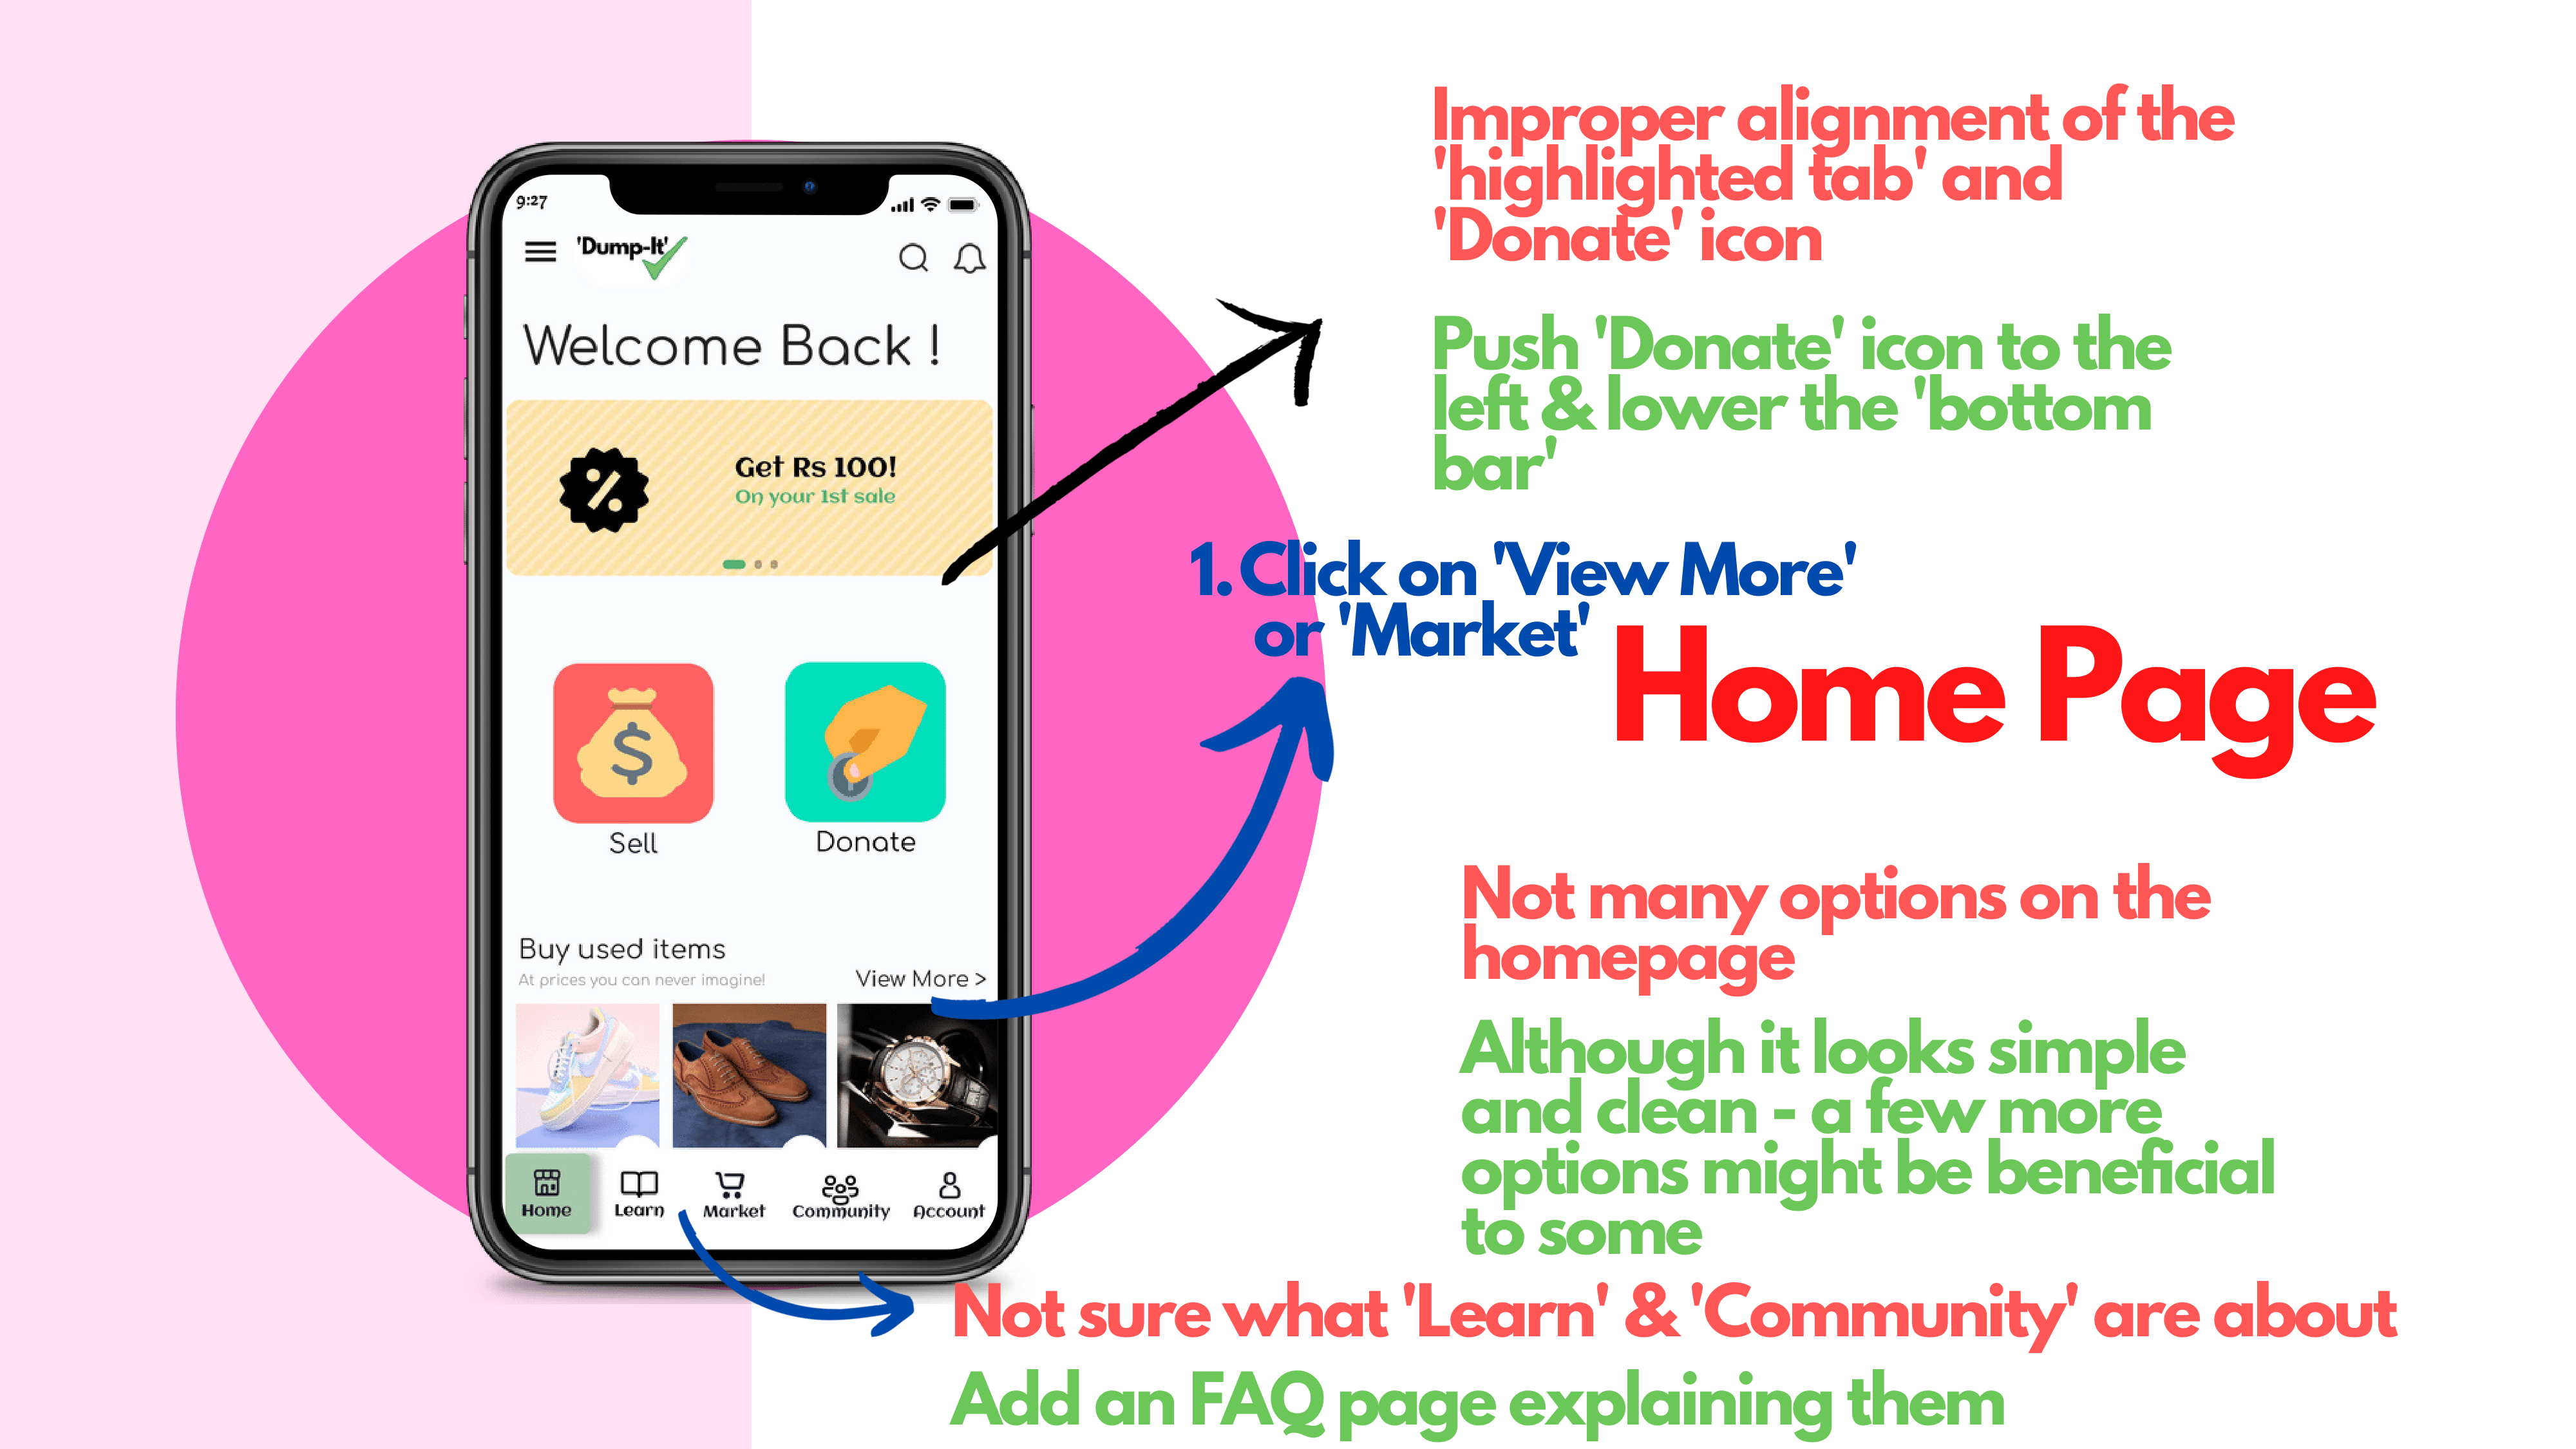 9:27
'Dump-It'
Welcome Back !
Get Rs 100!
On your 1st sale
Sell
Donate
Buy used items
At prices you can never imagine!
View More >
Home
Learn
Market
Community
Account
Improper alignment of the
'highlighted tab' and
'Donate' icon
Push 'Donate' icon to the
left & lower the 'bottom
bar'
1. Click on 'View More'
or 'Market'
Home Page
Not many options on the
homepage
Although it looks simple
and clean - a few more
options might be beneficial
to some
Not sure what 'Learn' & 'Community' are about
Add an FAQ page explaining them